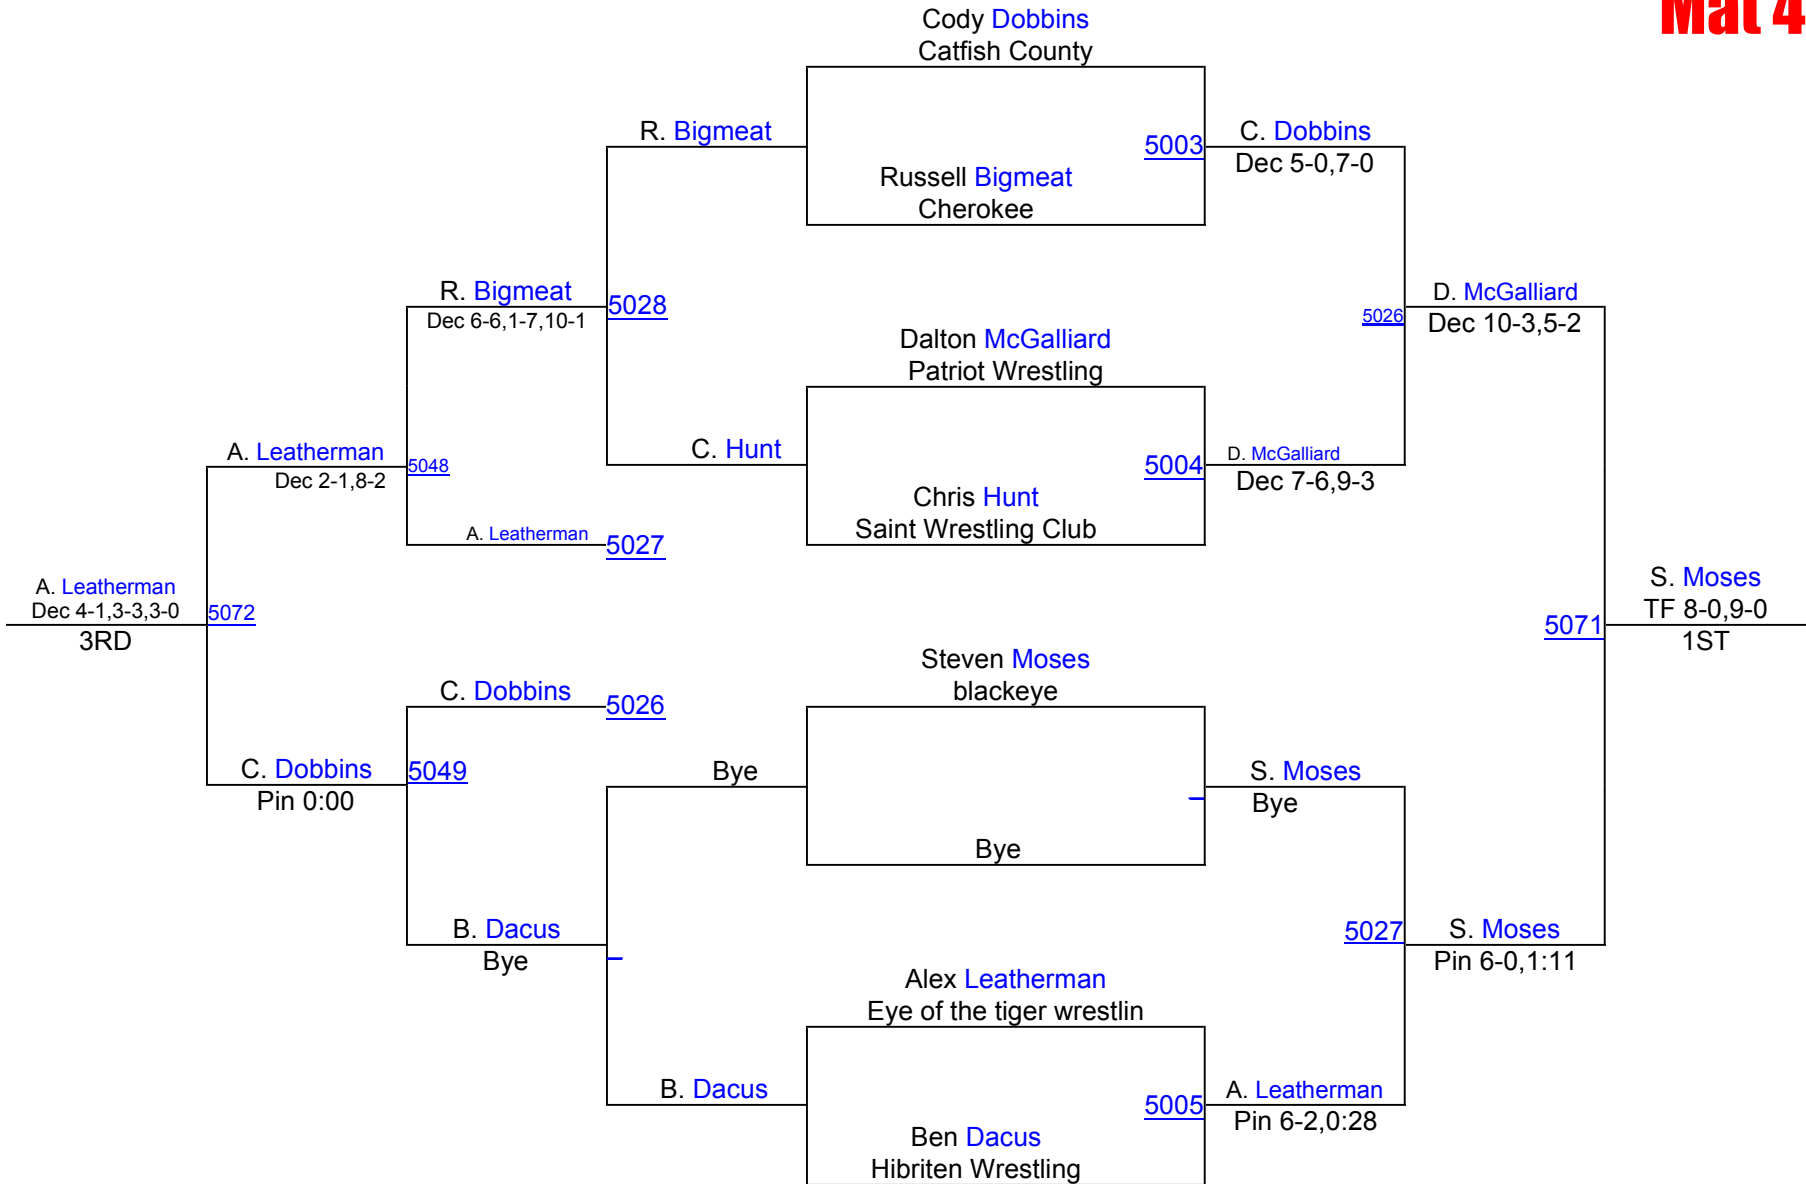 Mat 4
Cody Dobbins
Catfish County
R. Bigmeat
5003
C. Dobbins
Dec 5-0,7-0
Russell Bigmeat
Cherokee
R. Bigmeat
Dec 6-6,1-7,10-1
5028
5026
D. McGalliard
Dec 10-3,5-2
Dalton McGalliard
Patriot Wrestling
A. Leatherman
Dec 2-1,8-2
5048
C. Hunt
5004
D. McGalliard
Dec 7-6,9-3
Chris Hunt
Saint Wrestling Club
A. Leatherman
5027
A. Leatherman
Dec 4-1,3-3,3-0
3RD
5072
5071
S. Moses
TF 8-0,9-0
1ST
Steven Moses
blackeye
C. Dobbins
5026
C. Dobbins
Pin 0:00
5049
Bye
S. Moses
Bye
Bye
B. Dacus
Bye
5027
S. Moses
Pin 6-0,1:11
Alex Leatherman
Eye of the tiger wrestlin
B. Dacus
5005
A. Leatherman
Pin 6-2,0:28
Ben Dacus
Hibriten Wrestling